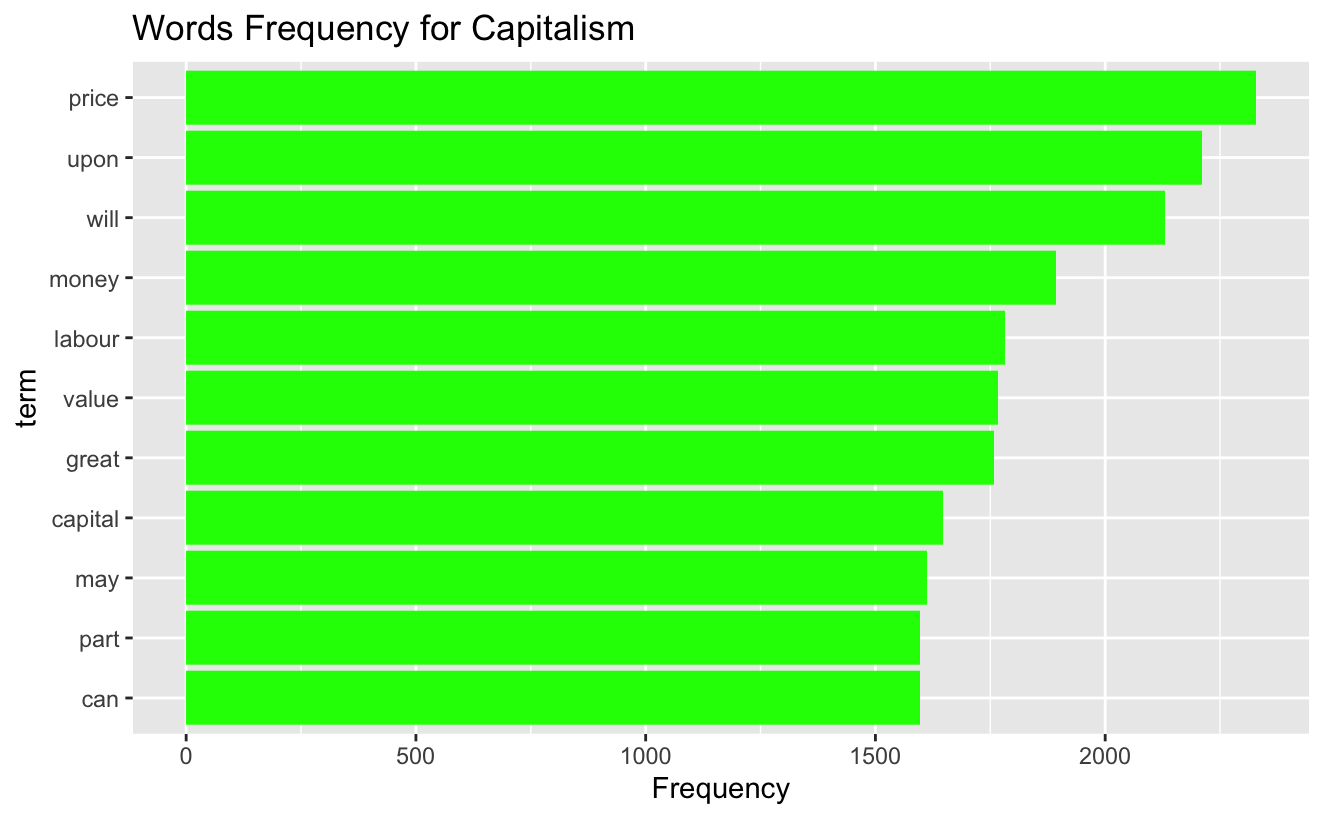 Words Frequency for Capitalism
price
upon
will
money
labour
value
great
capital
may
part
can
term
0 500 1000 1500 2000
Frequency